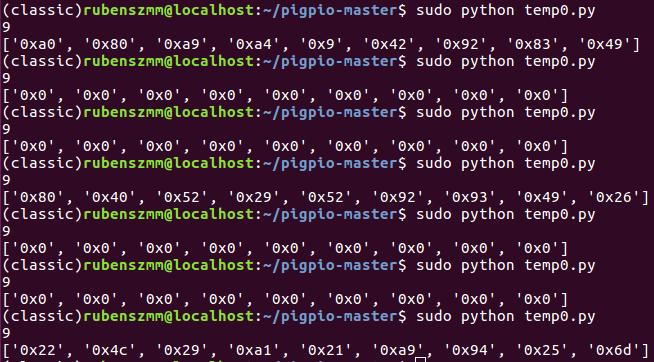 (classic)rubenszmm@localhost:~/pigpio-master$ sudo python temp0.py
9
['0xa0', '0x80', '0xa9', '0xa4', '0x9', '0x42', '0x92', '0x83', '0x49']
(classic)rubenszmm@localhost:~/pigpio-master$ sudo python temp0.py
9
['0x0', '0x0', '0x0', '0x0', '0x0', '0x0', '0x0', '0x0', '0x0']
(classic)rubenszmm@localhost:~/pigpio-master$ sudo python temp0.py
9
['0x0', '0x0', '0x0', '0x0', '0x0', '0x0', '0x0', '0x0', '0x0']
(classic)rubenszmm@localhost:~/pigpio-master$ sudo python temp0.py
9
['0x80', '0x40', '0x52', '0x29', '0x52', '0x92', '0x93', '0x49', '0x26']
(classic)rubenszmm@localhost:~/pigpio-master$ sudo python temp0.py
9
['0x0', '0x0', '0x0', '0x0', '0x0', '0x0', '0x0', '0x0', '0x0']
(classic)rubenszmm@localhost:~/pigpio-master$ sudo python temp0.py
9
['0x0', '0x0', '0x0', '0x0', '0x0', '0x0', '0x0', '0x0', '0x0']
(classic)rubenszmm@localhost:~/pigpio-master$ sudo python temp0.py
9
['0x22', '0x4c', '0x29', '0xa1', '0x21', '0xa9', '0x94', '0x25', '0x6d']